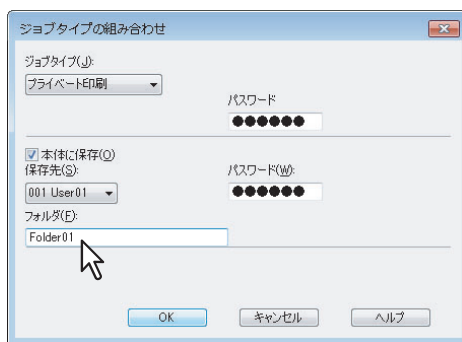 ジョブタイプの組み合わせ
ジョブタイプ(J):
プライベート印刷
パスワード
●●●●●●
本体に保存(O)
保存先(S):
パスワード(W):
001 User01
●●●●●●
フォルダ(F):
Folder01
OK キャンセル ヘルプ